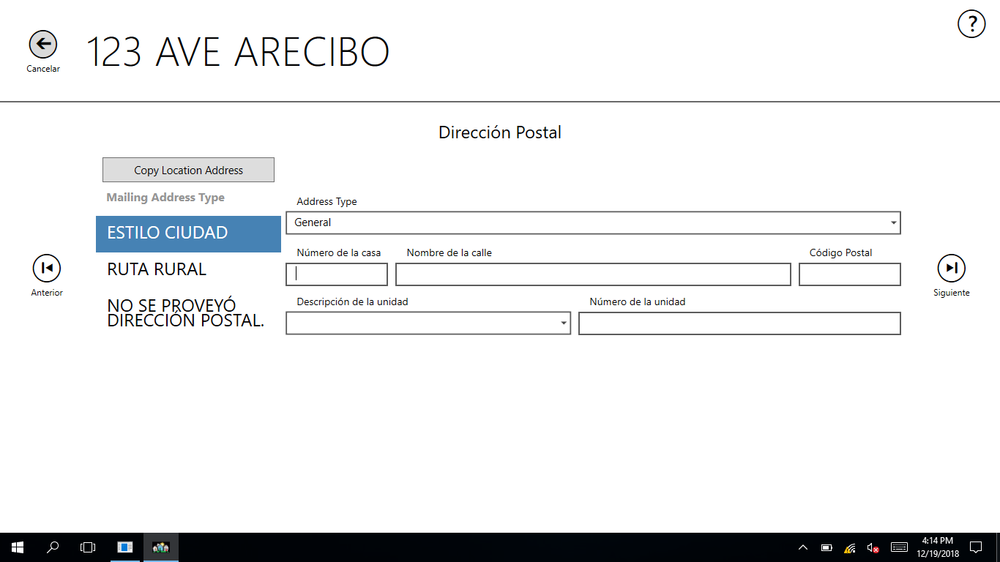 ?
Cancelar
123 AVE ARECIBO
Dirección Postal
Copy Location Address
Mailing Address Type
ESTILO CIUDAD
RUTA RURAL
NO SE PROVEYÓ
DIRECCIÓN POSTAL.
Address Type
General
Número de la casa
Nombre de la calle
Código Postal
Descripción de la unidad
Número de la unidad
Anterior
Siguiente
4:14 PM
12/19/2018